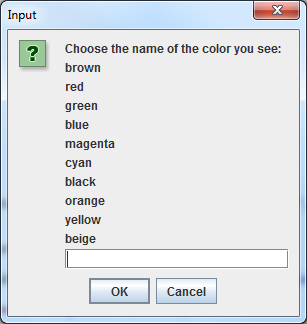 Input
Choose the name of the color you see:
brown
red
green
blue
magenta
cyan
black
orange
yellow
beige
OK Cancel